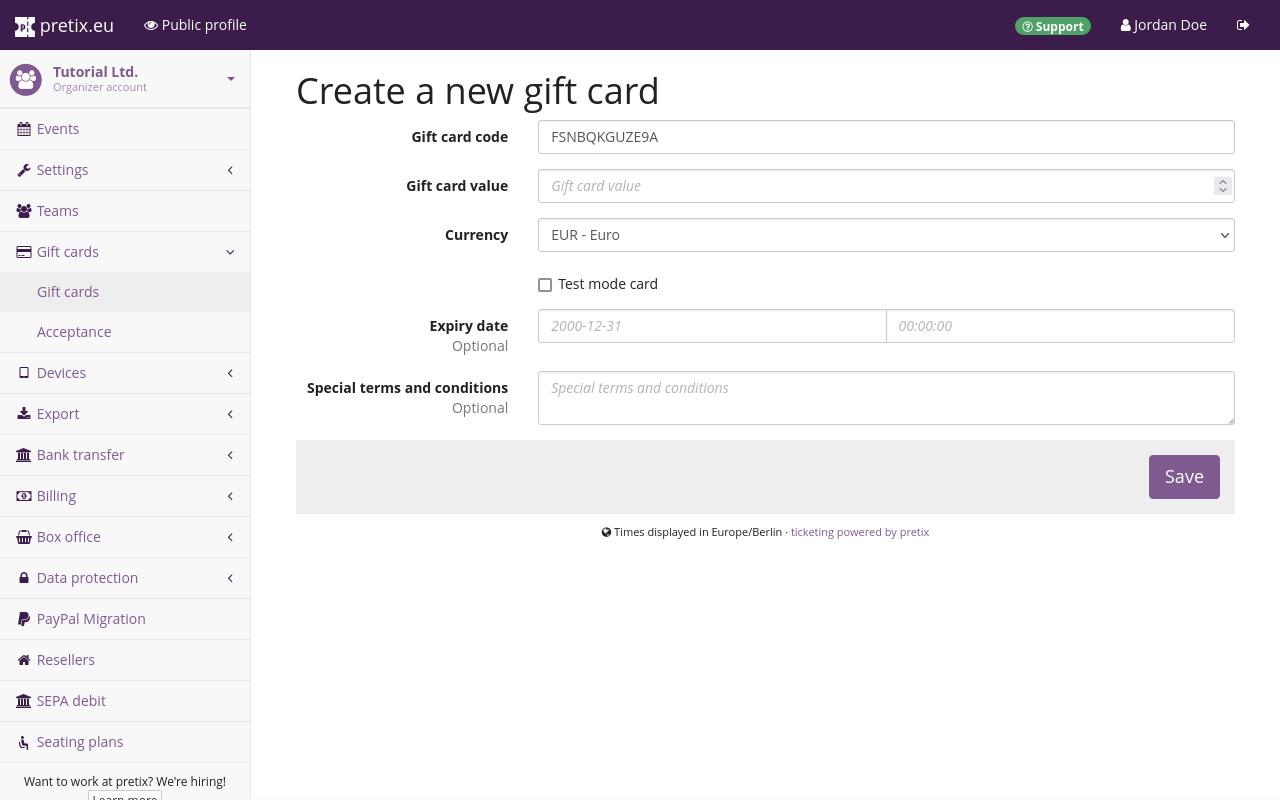 pretix.eu
Public profile
Support
Jordan Doe
Tutorial Ltd.
Organizer account
Events
Settings
Teams
Gift cards
Gift cards
Acceptance
Devices
Export
Bank transfer
Billing
Box office
Data protection
PayPal Migration
Resellers
SEPA debit
Seating plans
Want to work at pretix? We're hiring!
Learn more
Create a new gift card
Gift card code
FSNBQKGUZE9A
Gift card value
Gift card value
Currency
EUR - Euro
Test mode card
Expiry date
Optional
2000-12-31
00:00:00
Special terms and conditions
Optional
Special terms and conditions
Save
Times displayed in Europe/Berlin · ticketing powered by pretix